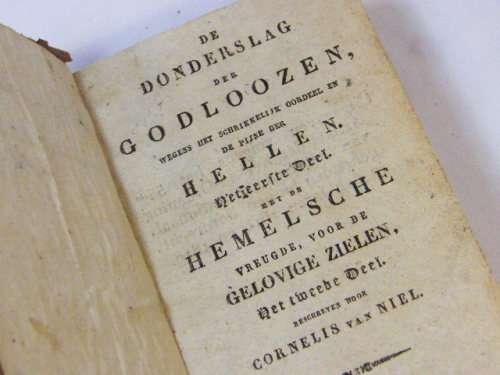 DE
DONDERSLAG
DER
GODLOOZEN,
WEGENS HET SCHRIKKELIJK OORDEEL EN
DE PIJNE DER
HELLEN.
Het eerste Deel.
MET DE
HEMELSCHE
VREUGDE, VOOR DE
GELOVIGE ZIELEN,
Het tweede Deel.
BESCHREVEN DOOR
CORNELIS VAN NIEL.